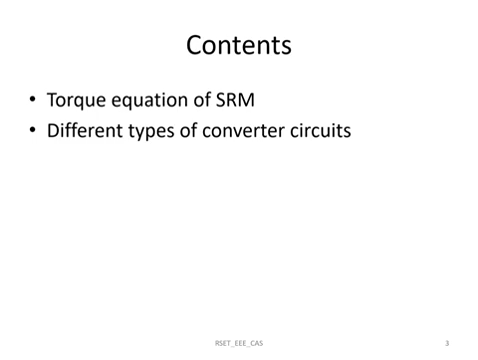 Contents
• Torque equation of SRM
• Different types of converter circuits
RSET_EEE_CAS
3